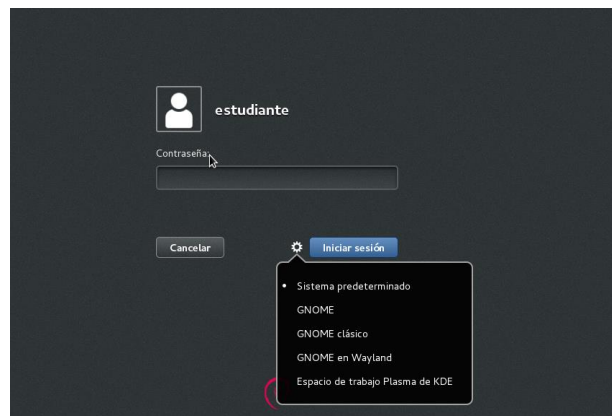 estudiante
Contraseña:
Cancelar
Iniciar sesión
Sistema predeterminado
GNOME
GNOME clásico
GNOME en Wayland
Espacio de trabajo Plasma de KDE